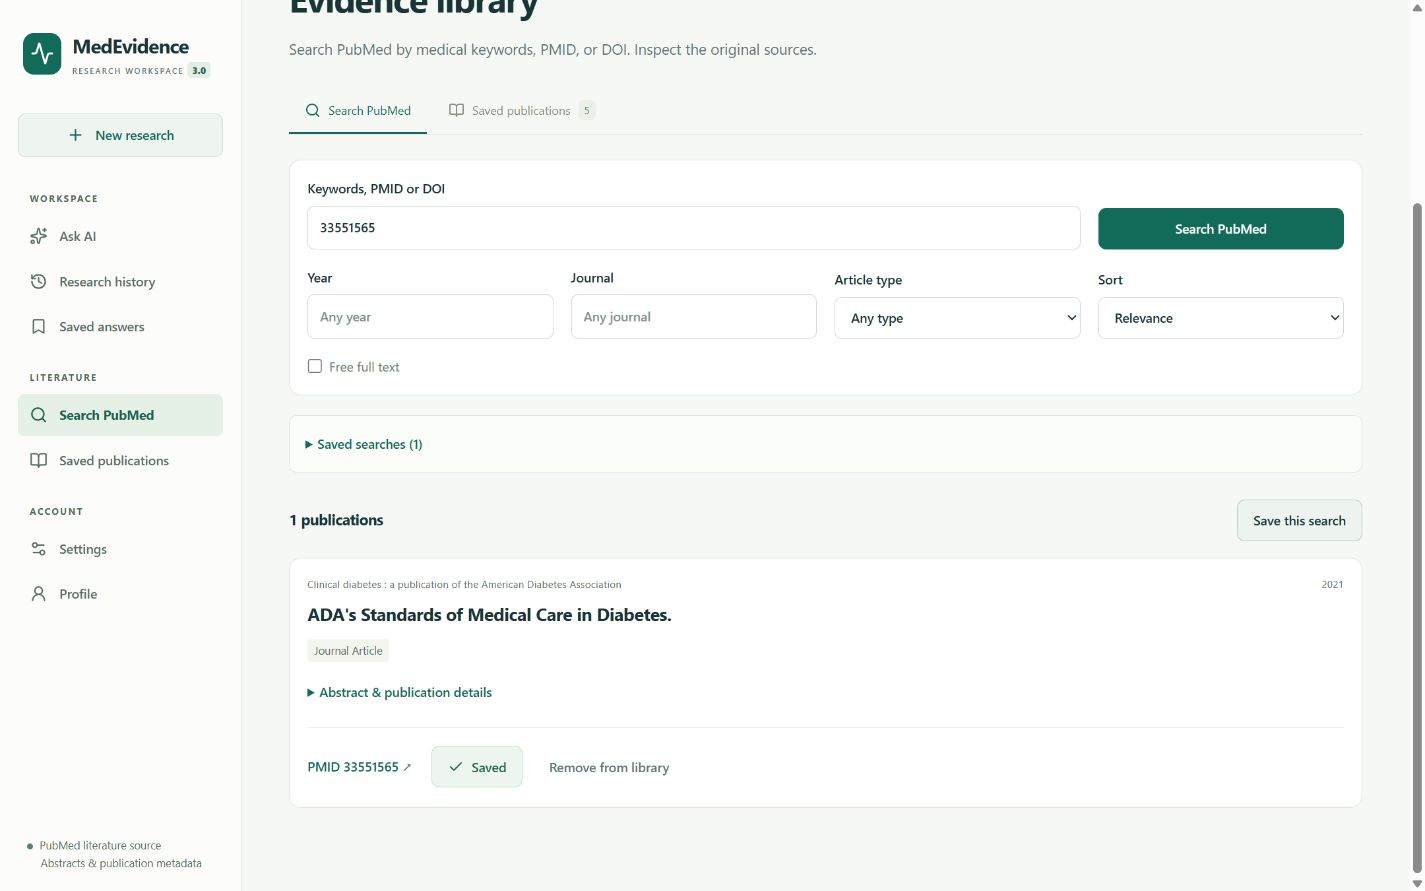 MedEvidence
RESEARCH WORKSPACE 3.0
New research
WORKSPACE
Ask AI
Research history
Saved answers
LITERATURE
Search PubMed
Saved publications
ACCOUNT
Settings
Profile
PubMed literature source
Abstracts & publication metadata
Evidence library
Search PubMed by medical keywords, PMID, or DOI. Inspect the original sources.
Search PubMed
Saved publications 5
Keywords, PMID or DOI
33551565
Search PubMed
Year
Journal
Article type
Sort
Any year
Any journal
Any type
Relevance
Free full text
Saved searches (1)
1 publications
Save this search
Clinical diabetes : a publication of the American Diabetes Association
2021
ADA's Standards of Medical Care in Diabetes.
Journal Article
Abstract & publication details
PMID 33551565 ↗
Saved
Remove from library